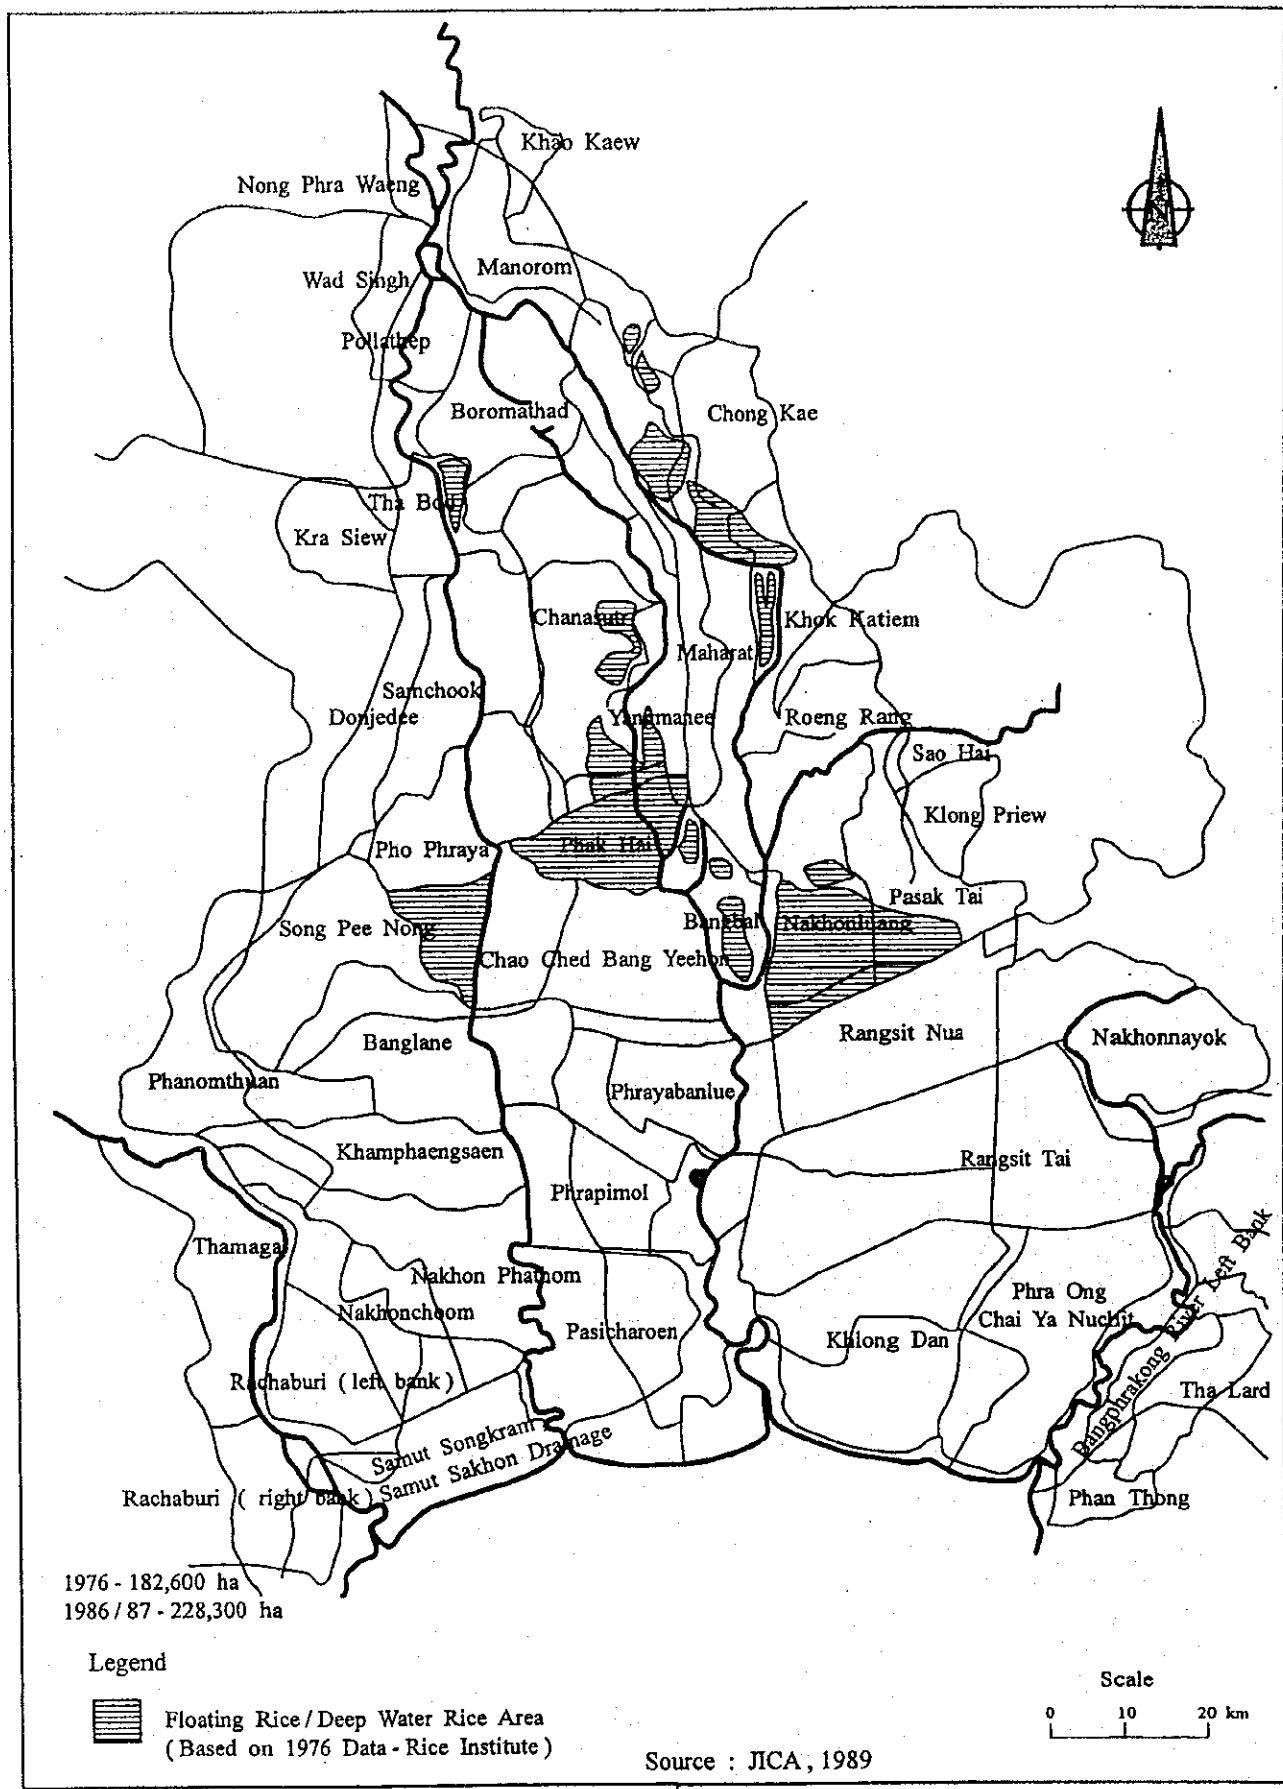 Khao Kaew
Nong Phra Waeng
N
Wad Singh
Manorom
Pollathep
Boromathad
Chong Kae
Tha Bod
Kra Siew
Chanasutr
Khok Katiem
Maharat
Samchook
Donjedee
Yangmanee
Roeng Rang
Sao Hai
Klong Priew
Pho Phraya
Phak Hai
Pasak Tai
Song Pee Nong
Bangbal
Nakhonluang
Chao Ched Bang Yeehon
Rangsit Nua
Nakhonnayok
Banglane
Phanomthuan
Phrayabanlue
Khamphaengsaen
Rangsit Tai
Phrapimol
Thamaga
Nakhon Phathom
Nakhonchoom
Pasicharoen
Phra Ong
Chai Ya Nuchit
Khlong Dan
Bangphrakong River Left Bank
Rachaburi ( left bank )
Tha Lard
Samut Songkram
Samut Sakhon Drainage
Rachaburi ( right bank )
Phan Thong
1976 - 182,600 ha
1986 / 87 - 228,300 ha
Legend
Floating Rice / Deep Water Rice Area
( Based on 1976 Data - Rice Institute )
Scale
0 10 20 km
Source : JICA , 1989